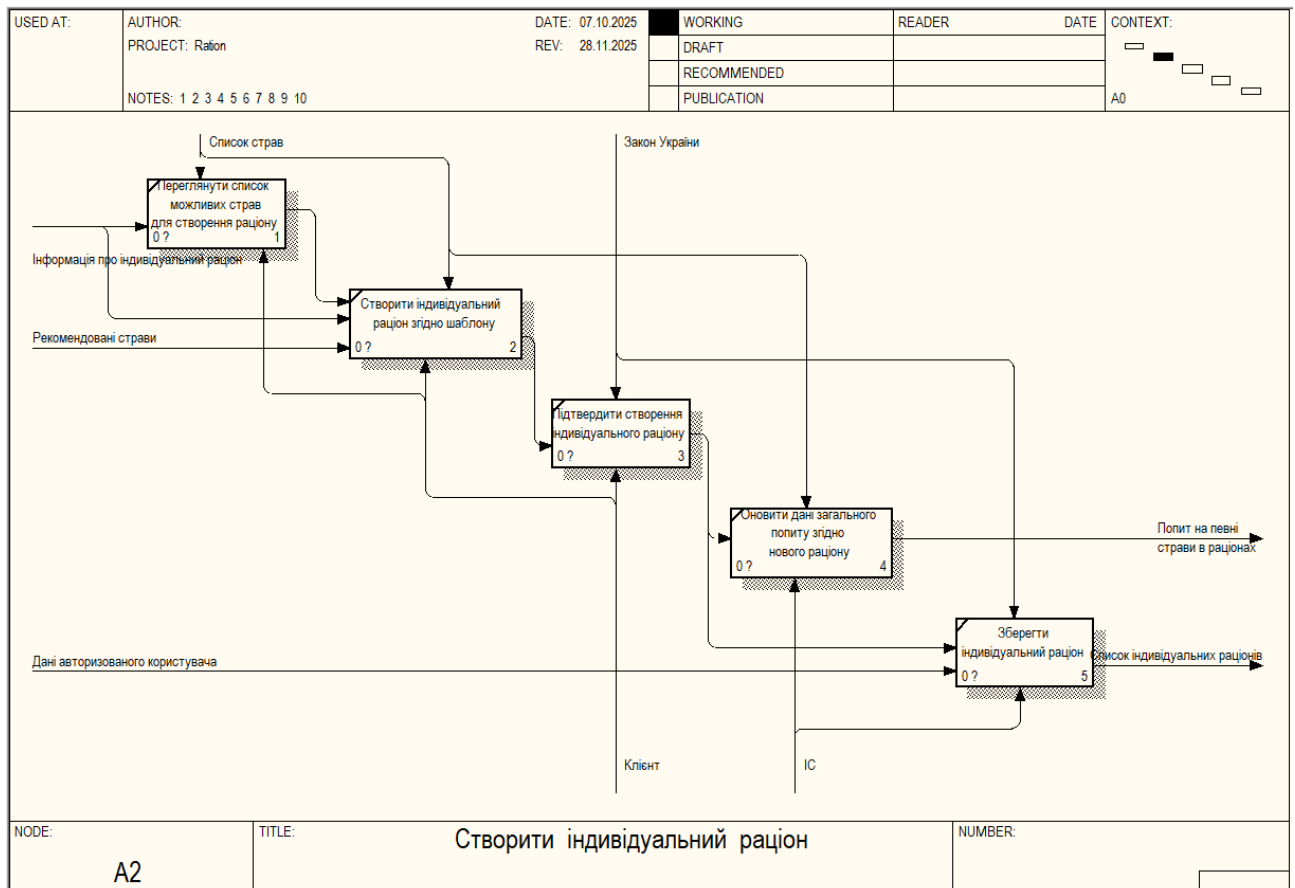 USED AT:
AUTHOR:
DATE: 07.10.2025
PROJECT: Ration
REV: 28.11.2025
NOTES: 1 2 3 4 5 6 7 8 9 10
WORKING
DRAFT
RECOMMENDED
PUBLICATION
READER
DATE
CONTEXT:
A0
Список страв
Закон України
Переглянути список
можливих страв
для створення раціону
0 ?
1
Інформація про індивідуальний раціон
Створити індивідуальний
раціон згідно шаблону
0 ?
2
Рекомендовані страви
Підтвердити створення
індивідуального раціону
0 ?
3
Оновити дані загального
попиту згідно
нового раціону
0 ?
4
Попит на певні
страви в раціонах
Зберегти
індивідуальний раціон
0 ?
5
Список індивідуальних раціонів
Дані авторизованого користувача
Клієнт
ІС
NODE:
A2
TITLE:
Створити індивідуальний раціон
NUMBER: